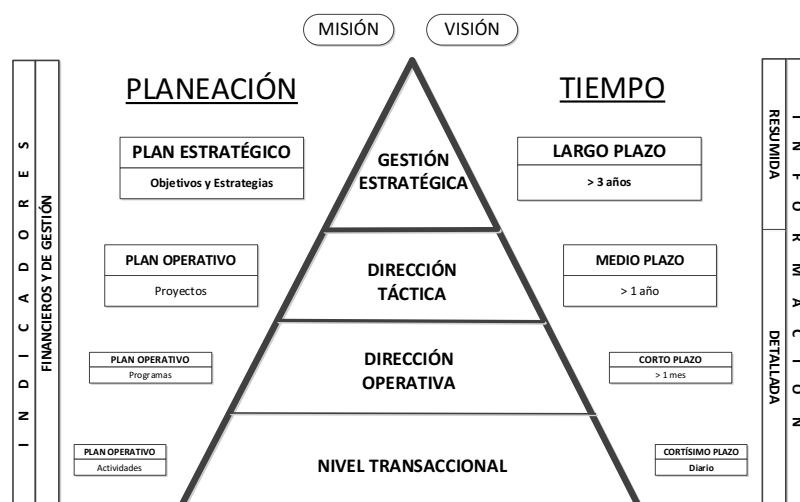 MISIÓN
VISIÓN
PLANEACIÓN
TIEMPO
INDICADORES
FINANCIEROS Y DE GESTIÓN
PLAN ESTRATÉGICO
Objetivos y Estrategias
GESTIÓN
ESTRATÉGICA
LARGO PLAZO
> 3 años
RESUMIDA
INFORMACIÓN
PLAN OPERATIVO
Proyectos
DIRECCIÓN
TÁCTICA
MEDIO PLAZO
> 1 año
DETALLADA
PLAN OPERATIVO
Programas
DIRECCIÓN
OPERATIVA
CORTO PLAZO
> 1 mes
PLAN OPERATIVO
Actividades
NIVEL TRANSACCIONAL
CORTÍSIMO PLAZO
Diario